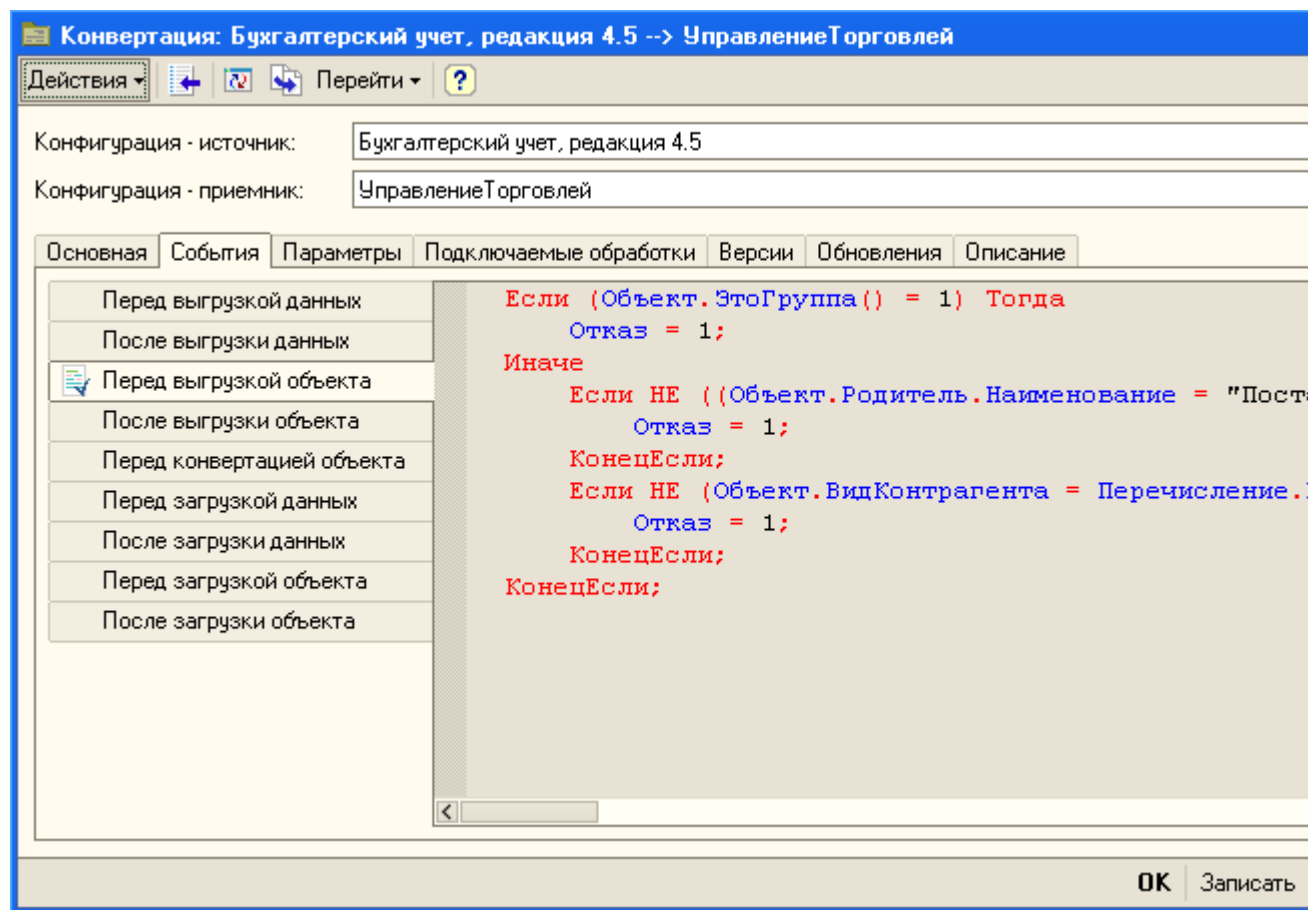 Конвертация: Бухгалтерский учет, редакция 4.5 --> УправлениеТорговлей
Действия Перейти ?
Конфигурация - источник: Бухгалтерский учет, редакция 4.5
Конфигурация - приемник: УправлениеТорговлей
Основная События Параметры Подключаемые обработки Версии Обновления Описание
Перед выгрузкой данных
После выгрузки данных
Перед выгрузкой объекта
После выгрузки объекта
Перед конвертацией объекта
Перед загрузкой данных
После загрузки данных
Перед загрузкой объекта
После загрузки объекта
Если (Объект.ЭтоГруппа() = 1) Тогда
Отказ = 1;
Иначе
Если НЕ ((Объект.Родитель.Наименование = "Пост
Отказ = 1;
КонецЕсли;
Если НЕ (Объект.ВидКонтрагента = Перечисление.
Отказ = 1;
КонецЕсли;
КонецЕсли;
OK Записать